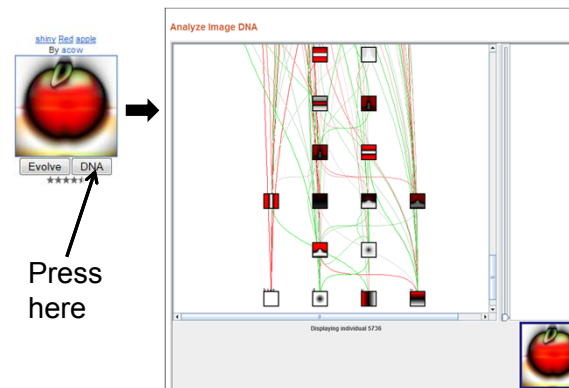 shiny Red apple
By acow
Evolve DNA
Press
here
Analyze Image DNA
Displaying individual 5736